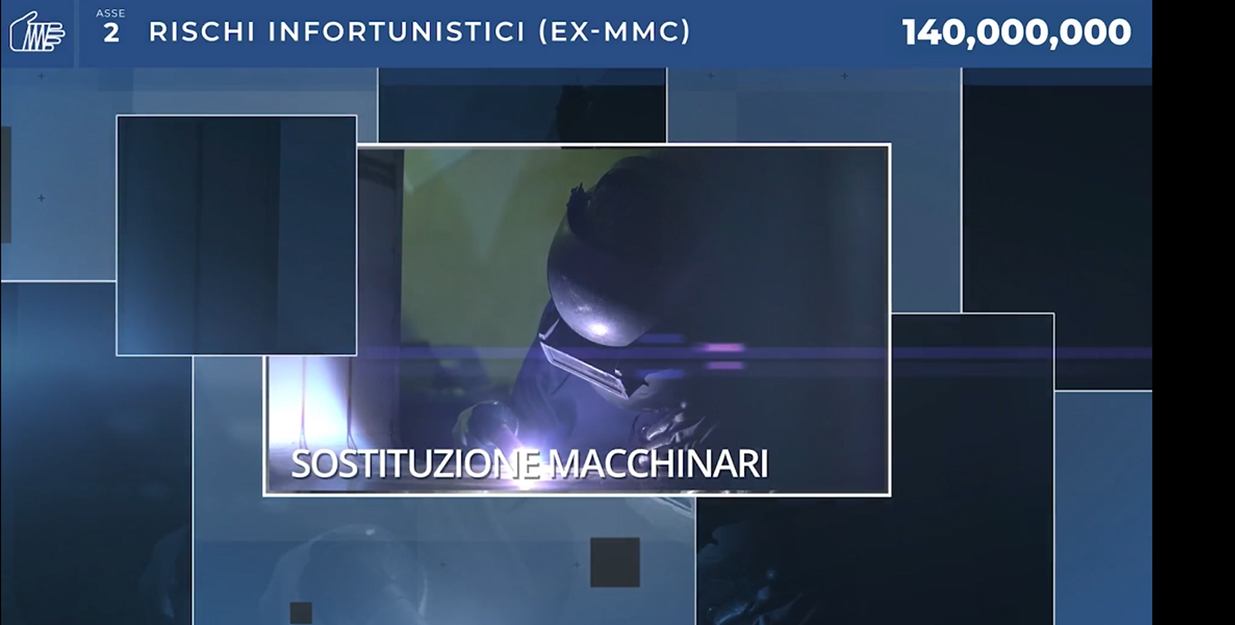 ASSE
2
RISCHI INFORTUNISTICI (EX-MMC)
140,000,000
SOSTITUZIONE MACCHINARI